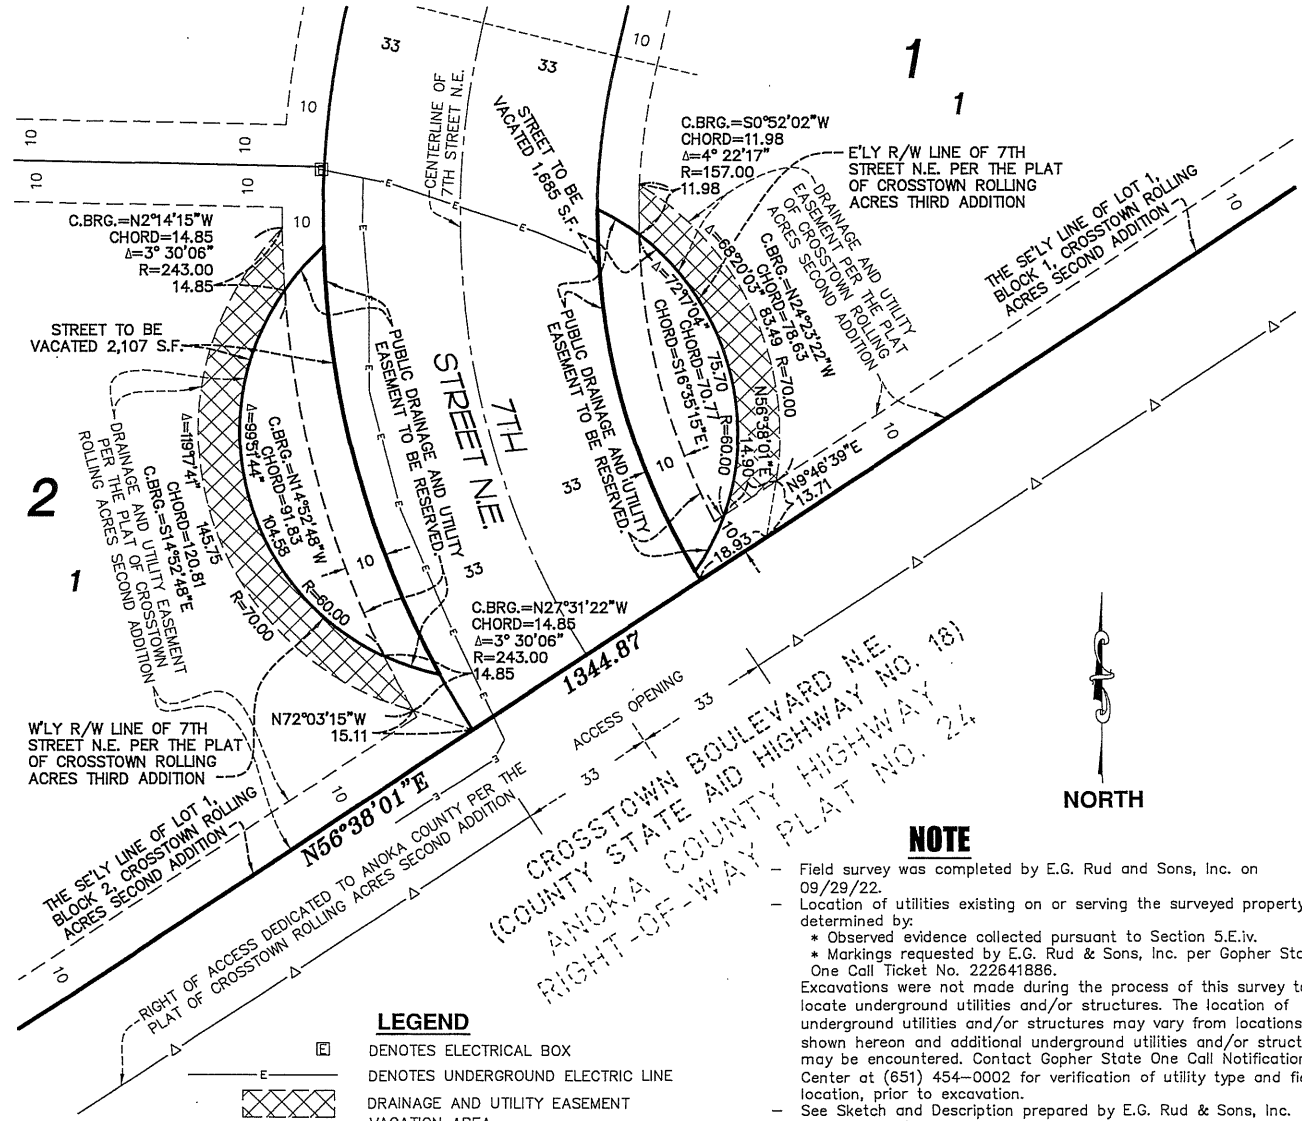 1
1
10
33
33
10
10
10
10
10
10
10
CENTERLINE OF
7TH STREET N.E.
STREET TO BE
VACATED 1,685 S.F.
C.BRG.=S0°52'02"W
CHORD=11.98
Δ=4° 22'17"
R=157.00
11.98
E'LY R/W LINE OF 7TH
STREET N.E. PER THE PLAT
OF CROSSTOWN ROLLING
ACRES THIRD ADDITION
DRAINAGE AND UTILITY
EASEMENT PER THE PLAT
OF CROSSTOWN ROLLING
ACRES SECOND ADDITION
THE SE'LY LINE OF LOT 1,
BLOCK 1, CROSSTOWN ROLLING
ACRES SECOND ADDITION
10
C.BRG.=N2°14'15"W
CHORD=14.85
Δ=3° 30'06"
R=243.00
14.85
STREET TO BE
VACATED 2,107 S.F.
Δ=68°20'03"
83.49
R=70.00
C.BRG.=N24°23'22"W
CHORD=78.63
Δ=72°17'04"
75.70
R=60.00
CHORD=70.77
CHORD=S16°35'15"E
N56°38'01"E
14.90
N9°46'39"E
13.71
10
10
18.93
PUBLIC DRAINAGE AND UTILITY
EASEMENT TO BE RESERVED.
PUBLIC DRAINAGE AND UTILITY
EASEMENT TO BE RESERVED.
7TH
STREET N.E.
33
33
10
10
Δ=99°51'44"
104.58
R=60.00
C.BRG.=N14°52'48"W
CHORD=91.83
Δ=119°17'41"
145.75
R=70.00
CHORD=120.81
C.BRG.=S14°52'48"E
DRAINAGE AND UTILITY EASEMENT
PER THE PLAT OF CROSSTOWN
ROLLING ACRES SECOND ADDITION
2
1
C.BRG.=N27°31'22"W
CHORD=14.85
Δ=3° 30'06"
R=243.00
14.85
N72°03'15"W
15.11
W'LY R/W LINE OF 7TH
STREET N.E. PER THE PLAT
OF CROSSTOWN ROLLING
ACRES THIRD ADDITION
1344.87
N56°38'01"E
ACCESS OPENING
33
33
10
10
THE SE'LY LINE OF LOT 1,
BLOCK 2, CROSSTOWN ROLLING
ACRES SECOND ADDITION
RIGHT OF ACCESS DEDICATED TO ANOKA COUNTY PER THE
PLAT OF CROSSTOWN ROLLING ACRES SECOND ADDITION
CROSSTOWN BOULEVARD N.E.
(COUNTY STATE AID HIGHWAY NO. 18)
ANOKA COUNTY HIGHWAY
RIGHT-OF-WAY PLAT NO. 24
NORTH
NOTE
– Field survey was completed by E.G. Rud and Sons, Inc. on
09/29/22.
– Location of utilities existing on or serving the surveyed property
determined by:
* Observed evidence collected pursuant to Section 5.E.iv.
* Markings requested by E.G. Rud & Sons, Inc. per Gopher Sta
One Call Ticket No. 222641886.
Excavations were not made during the process of this survey t
locate underground utilities and/or structures. The location of
underground utilities and/or structures may vary from locations
shown hereon and additional underground utilities and/or struct
may be encountered. Contact Gopher State One Call Notification
Center at (651) 454–0002 for verification of utility type and fie
location, prior to excavation.
– See Sketch and Description prepared by E.G. Rud & Sons, Inc.
LEGEND
E DENOTES ELECTRICAL BOX
E DENOTES UNDERGROUND ELECTRIC LINE
DRAINAGE AND UTILITY EASEMENT
VACATION AREA